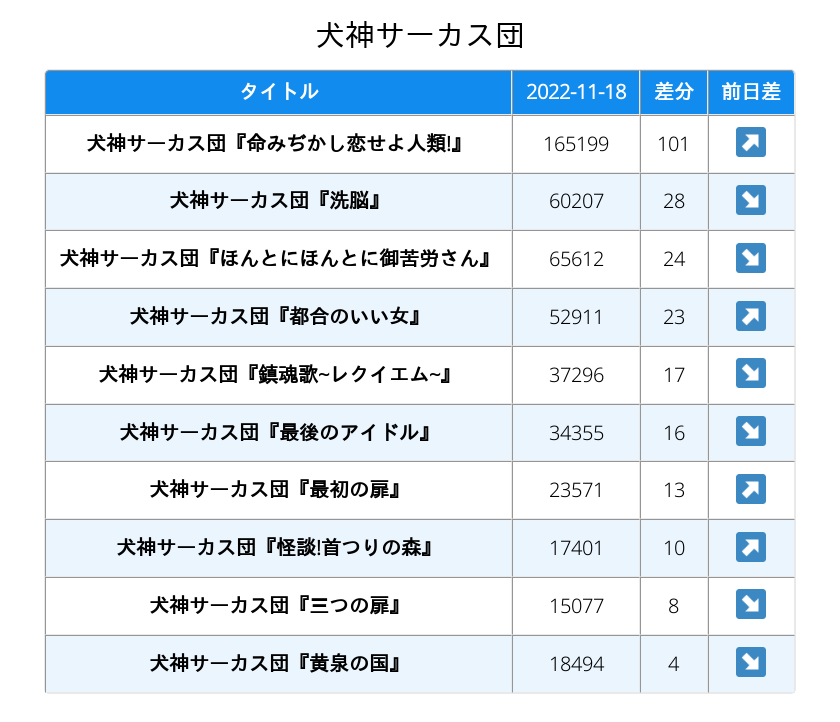 犬神サーカス団
タイトル 2022-11-18 差分 前日差
犬神サーカス団『命みぢかし恋せよ人類!』 165199 101 ↗
犬神サーカス団『洗脳』 60207 28 ↘
犬神サーカス団『ほんとにほんとに御苦労さん』 65612 24 ↘
犬神サーカス団『都合のいい女』 52911 23 ↗
犬神サーカス団『鎮魂歌~レクイエム~』 37296 17 ↘
犬神サーカス団『最後のアイドル』 34355 16 ↘
犬神サーカス団『最初の扉』 23571 13 ↗
犬神サーカス団『怪談!首つりの森』 17401 10 ↗
犬神サーカス団『三つの扉』 15077 8 ↘
犬神サーカス団『黄泉の国』 18494 4 ↘